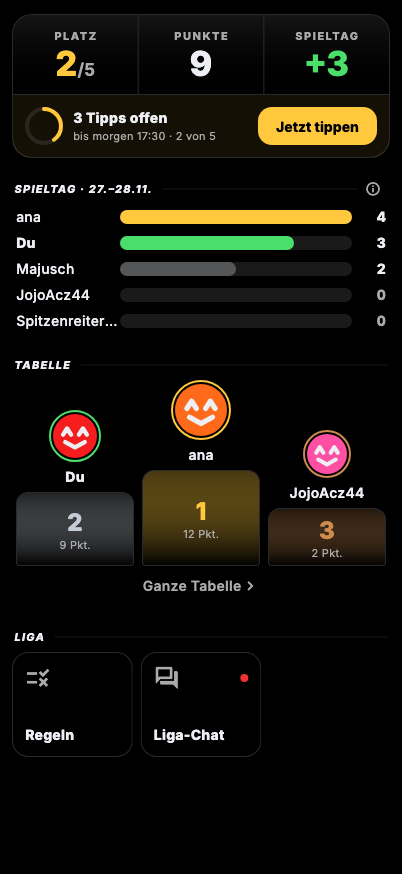 PLATZ PUNKTE SPIELTAG
2/5 9 +3
3 Tipps offen
bis morgen 17:30 · 2 von 5
Jetzt tippen
SPIELTAG · 27.–28.11.
ana 4
Du 3
Majusch 2
JojoAcz44 0
Spitzenreiter... 0
TABELLE
Du
ana
JojoAcz44
2
9 Pkt.
1
12 Pkt.
3
2 Pkt.
Ganze Tabelle >
LIGA
Regeln
Liga-Chat